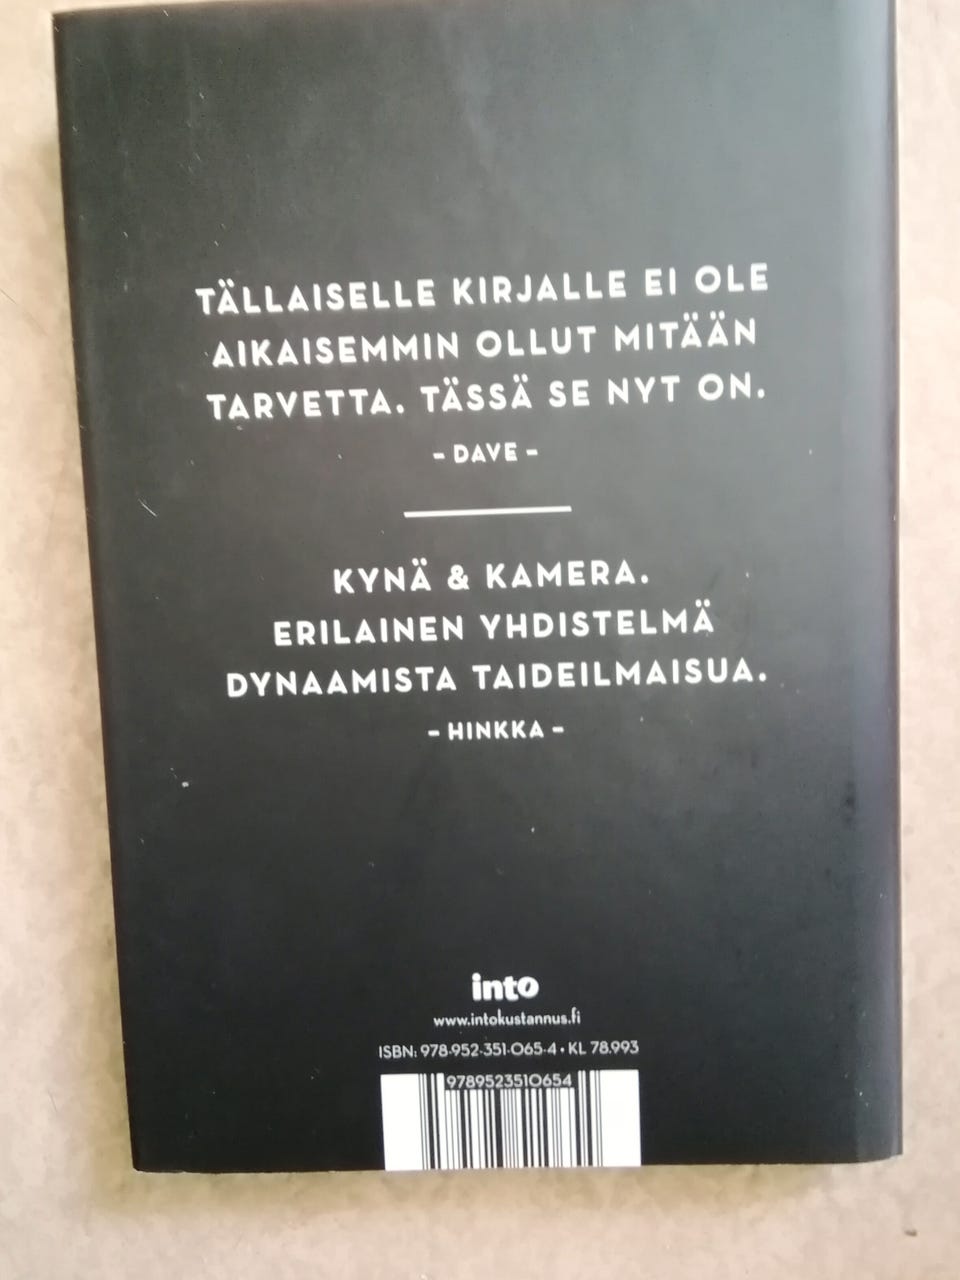 TÄLLAISELLE KIRJALLE EI OLE
AIKAISEMMIN OLLUT MITÄÄN
TARVETTA. TÄSSÄ SE NYT ON.
– DAVE –
KYNÄ & KAMERA.
ERILAINEN YHDISTELMÄ
DYNAAMISTA TAIDEILMAISUA.
– HINKKA –
into
www.intokustannus.fi
ISBN: 978-952-351-065-4 • KL 78.993
9789523510654